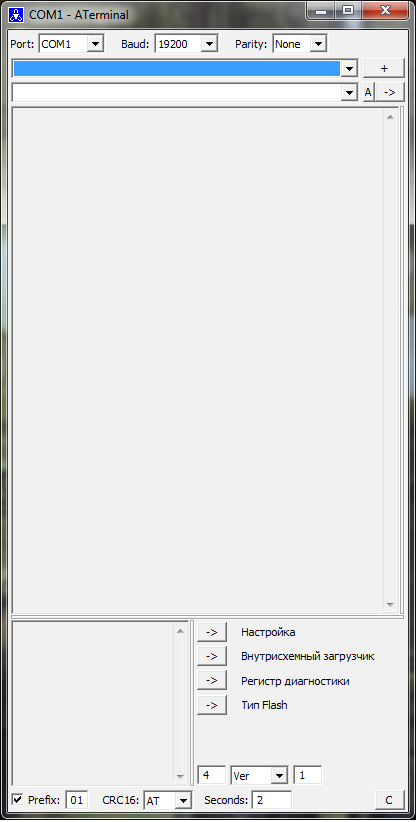 COM1 - ATerminal
Port: COM1 Baud: 19200 Parity: None
+
A ->
-> Настройка
-> Внутрисхемный загрузчик
-> Регистр диагностики
-> Тип Flash
4 Ver 1
Prefix: 01 CRC16: AT Seconds: 2 C